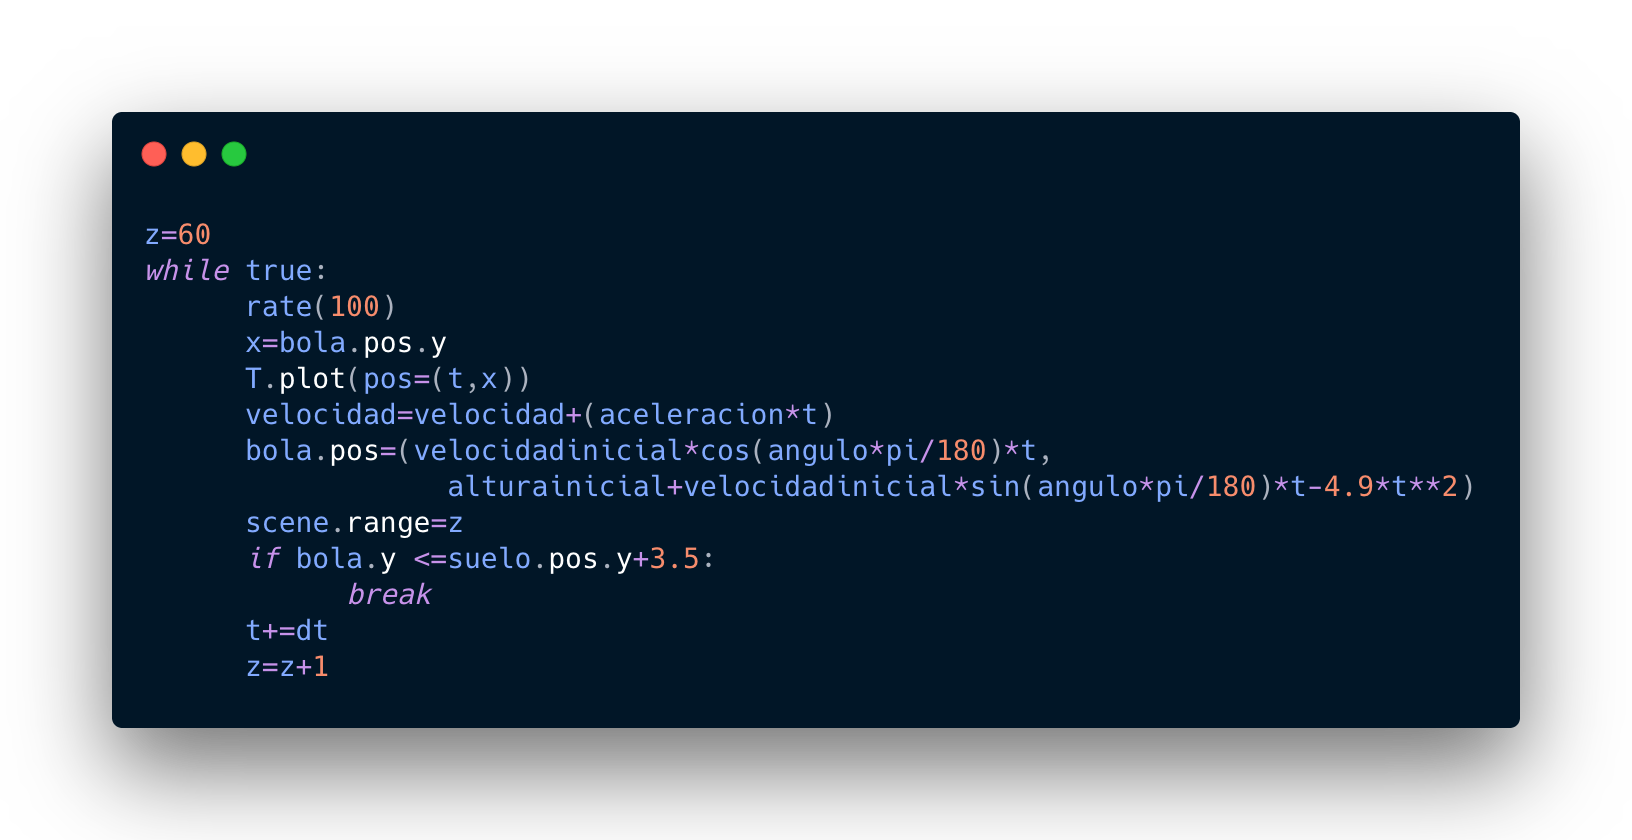 z=60
while true:
      rate(100)
      x=bola.pos.y
      T.plot(pos=(t,x))
      velocidad=velocidad+(aceleracion*t)
      bola.pos=(velocidadinicial*cos(angulo*pi/180)*t,
                  alturainicial+velocidadinicial*sin(angulo*pi/180)*t-4.9*t**2)
      scene.range=z
      if bola.y <=suelo.pos.y+3.5:
            break
      t+=dt
      z=z+1